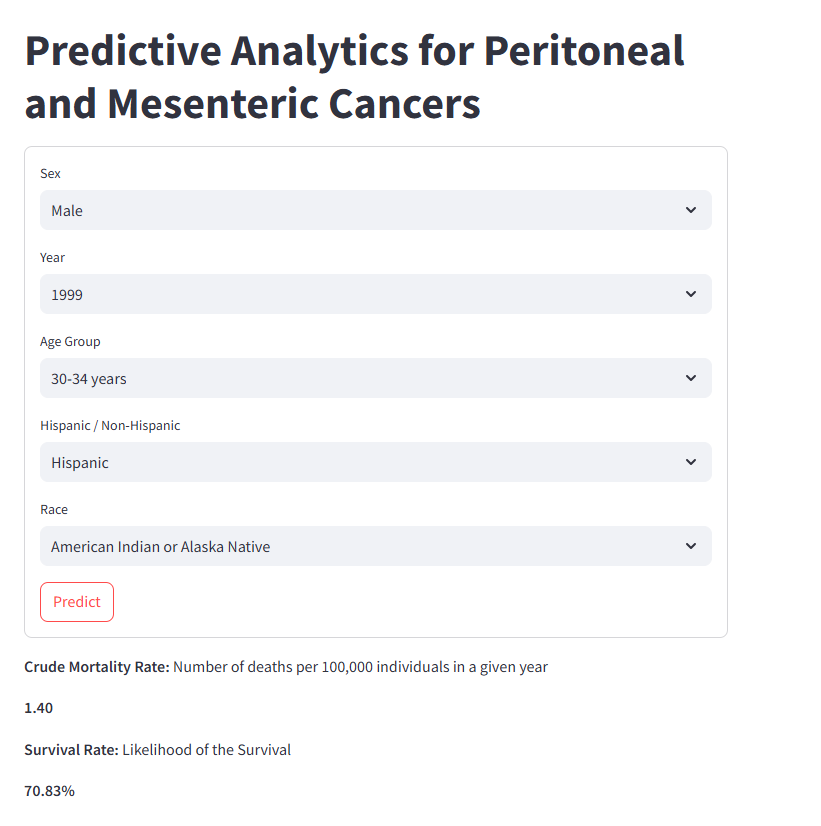 Predictive Analytics for Peritoneal
and Mesenteric Cancers
Sex
Male
Year
1999
Age Group
30-34 years
Hispanic / Non-Hispanic
Hispanic
Race
American Indian or Alaska Native
Predict
Crude Mortality Rate: Number of deaths per 100,000 individuals in a given year
1.40
Survival Rate: Likelihood of the Survival
70.83%